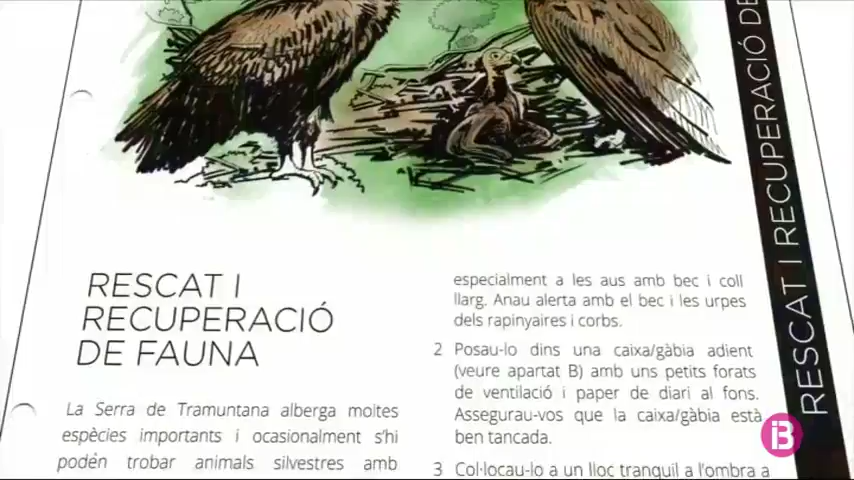 RESCAT I
RECUPERACIÓ
DE FAUNA
La Serra de Tramuntana alberga moltes
espècies importants i ocasionalment s'hi
podén trobar animals silvestres amb
especialment a les aus amb bec i coll
llarg. Anau alerta amb el bec i les urpes
dels rapinyaires i corbs.
2 Posau-lo dins una caixa/gàbia adient
(veure apartat B) amb uns petits forats
de ventilació i paper de diari al fons.
Assegurau-vos que la caixa/gàbia està
ben tancada.
3 Col·locau-lo a un lloc tranquil a l'ombra a
RESCAT I RECUPERACIÓ DE
IB